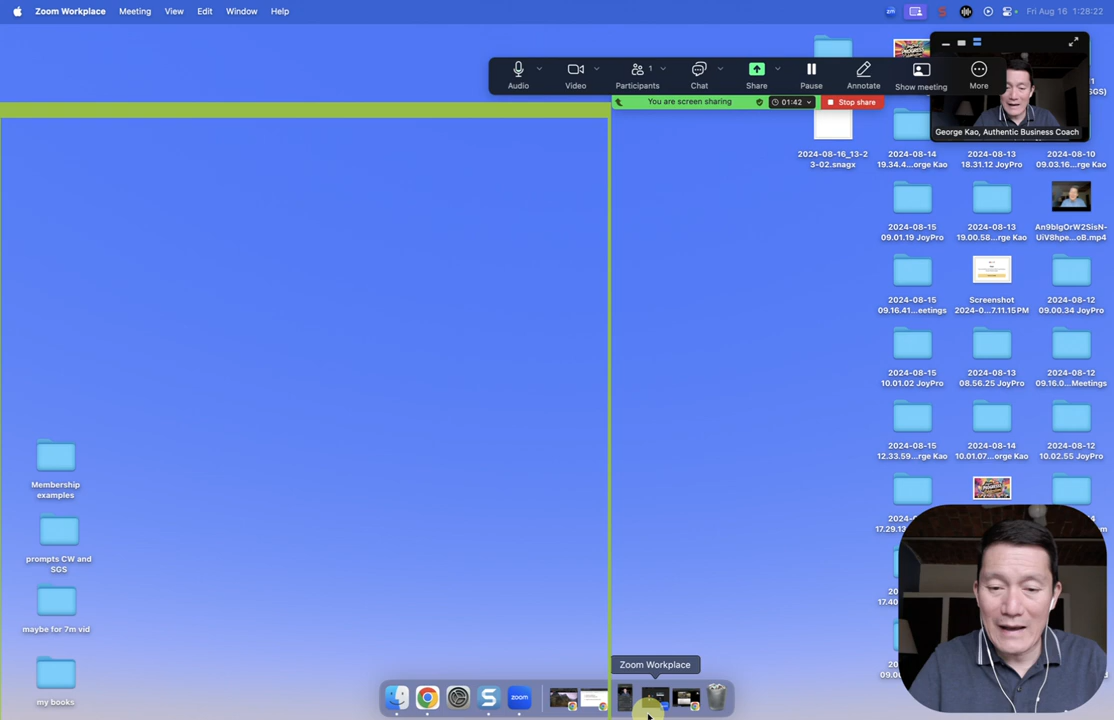 Zoom Workplace Meeting View Edit Window Help
zm
Fri Aug 16 1:28:22
Audio
Video
Participants
1
Chat
Share
Pause
Annotate
Show meeting
More
You are screen sharing
01:42
Stop share
George Kao, Authentic Business Coach
SGS)
2024-08-16_13-2
3-02.snagx
2024-08-14
19.34.4...orge Kao
2024-08-13
18.31.12 JoyPro
2024-08-10
09.03.16...rge Kao
2024-08-15
09.01.19 JoyPro
2024-08-13
19.00.58...rge Kao
An9bIgOrW2SisN-
UiV8hpe...oB.mp4
2024-08-15
09.16.41...eetings
Screenshot
2024-0...7.11.15 PM
2024-08-12
09.00.34 JoyPro
2024-08-15
10.01.02 JoyPro
2024-08-13
08.56.25 JoyPro
2024-08-12
09.16.0...Meetings
2024-08-15
12.33.59...rge Kao
2024-08-14
10.01.07...orge Kao
2024-08-12
10.02.55 JoyPro
Membership
examples
prompts CW and
SGS
maybe for 7m vid
my books
Zoom Workplace
zoom